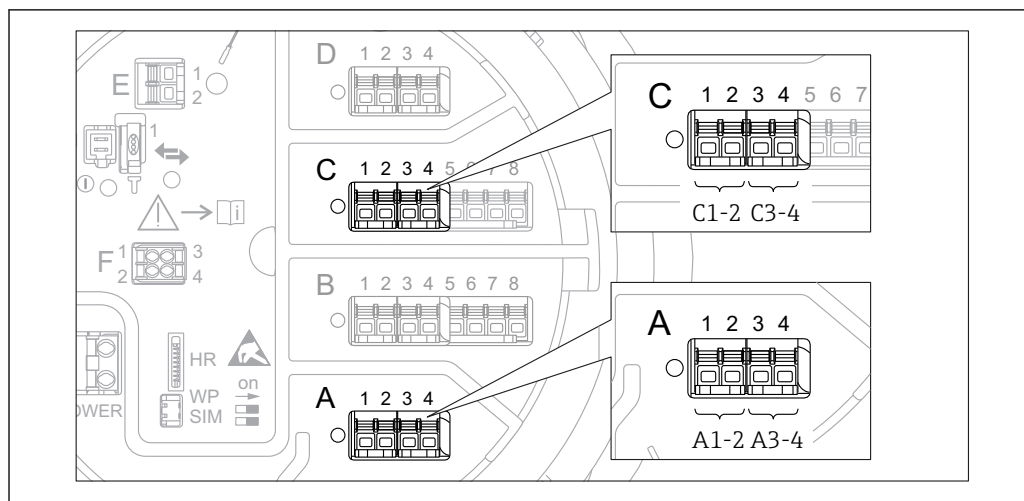 D 1 2 3 4
E 1
2
1
C 1 2 3 4 5 6 7 8
i
F 1 3
2 4
B 1 2 3 4 5 6 7 8
HR
WP on
SIM
OWER
A 1 2 3 4
C 1 2 3 4 5 6 7
C1-2 C3-4
A 1 2 3 4
A1-2 A3-4